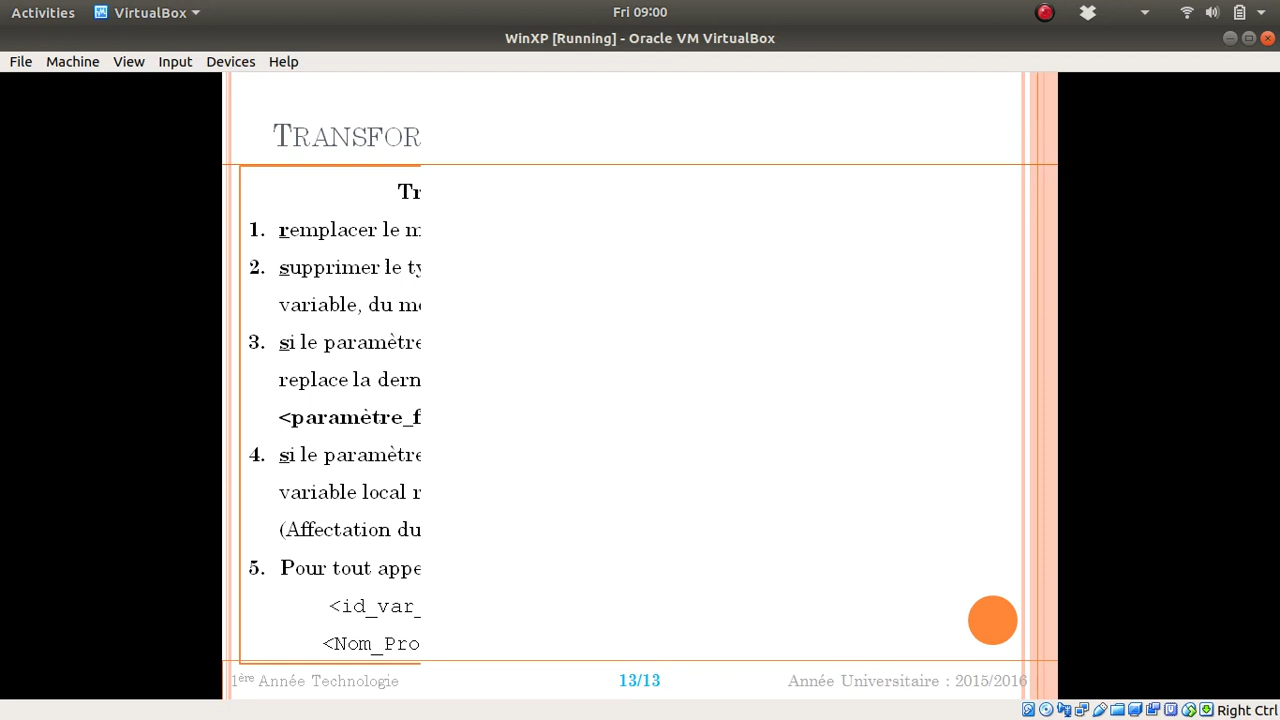 Activities VirtualBox Fri 09:00
WinXP [Running] - Oracle VM VirtualBox
File Machine View Input Devices Help
TRANSFOR
Tr
1. remplacer le m
2. supprimer le ty
variable, du me
3. si le paramètre
replace la dern
<paramètre_f
4. si le paramètre
variable local r
(Affectation du
5. Pour tout appe
<id_var_
<Nom_Pro
1ère Année Technologie 13/13 Année Universitaire : 2015/2016
Right Ctrl